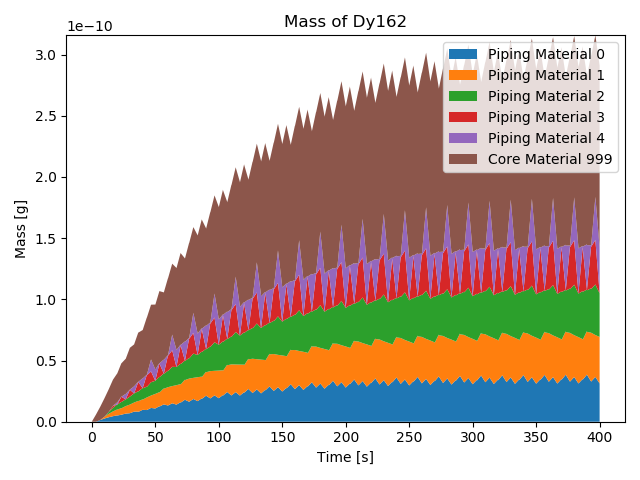 Mass of Dy162
1e−10
3.0
2.5
2.0
1.5
1.0
0.5
0.0
Mass [g]
0
50
100
150
200
250
300
350
400
Time [s]
Piping Material 0
Piping Material 1
Piping Material 2
Piping Material 3
Piping Material 4
Core Material 999